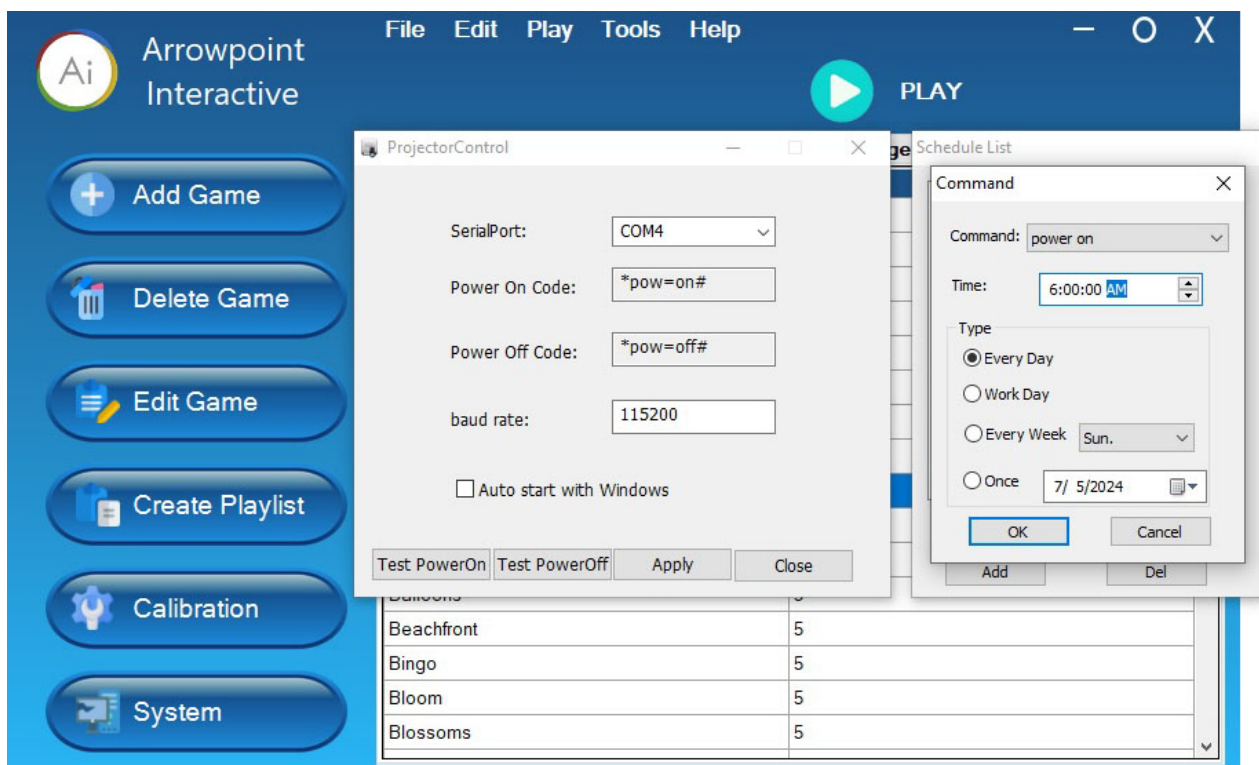 Ai
Arrowpoint
Interactive
File Edit Play Tools Help
— O X
PLAY
Add Game
Delete Game
Edit Game
Create Playlist
Calibration
System
ProjectorControl
SerialPort: COM4
Power On Code: *pow=on#
Power Off Code: *pow=off#
baud rate: 115200
Auto start with Windows
Test PowerOn Test PowerOff Apply Close
ge
Schedule List
Command
Command: power on
Time: 6:00:00 AM
Type
Every Day
Work Day
Every Week Sun.
Once 7/ 5/2024
OK Cancel
Add Del
Beachfront 5
Bingo 5
Bloom 5
Blossoms 5